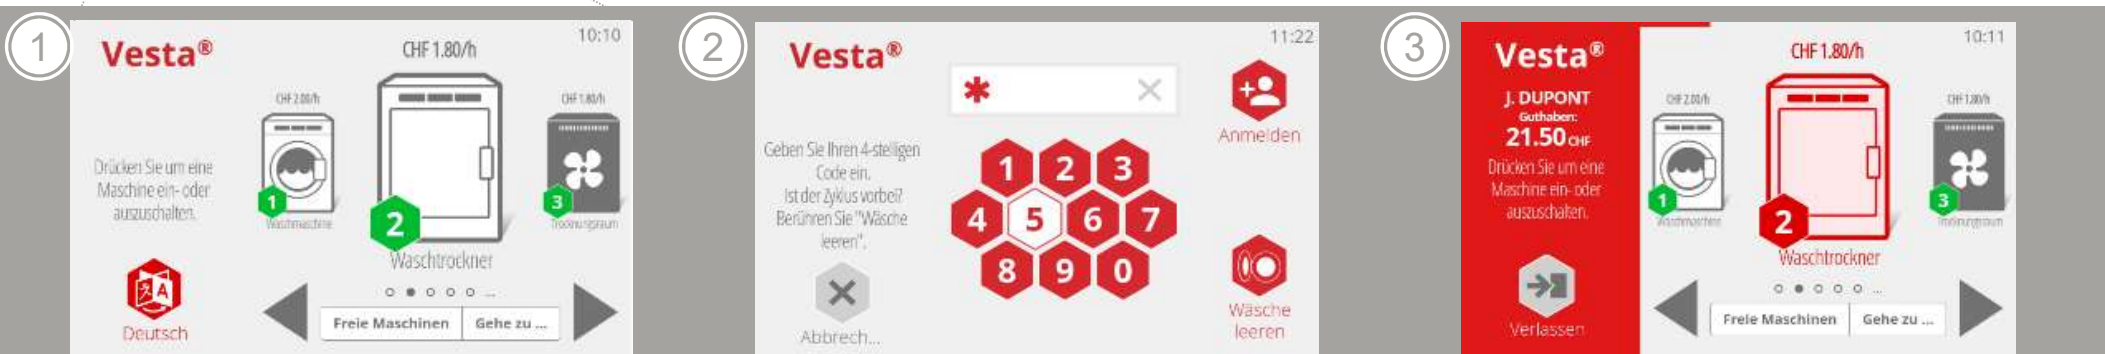 1
Vesta®
10:10
CHF 1.80/h
CHF 2.00/h
CHF 1.80/h
Drücken Sie um eine
Maschine ein- oder
auszuschalten.
1
2
3
Waschmaschine
Trocknungsraum
Waschtrockner
Deutsch
Freie Maschinen
Gehe zu ...
2
Vesta®
11:22
✱
Anmelden
Geben Sie Ihren 4-stelligen
Code ein.
Ist der Zyklus vorbei?
Berühren Sie "Wäsche
leeren".
1 2 3
4 5 6 7
8 9 0
Abbrech...
Wäsche
leeren
3
Vesta®
10:11
CHF 1.80/h
J. DUPONT
Guthaben:
21.50 CHF
CHF 2.00/h
CHF 1.80/h
Drücken Sie um eine
Maschine ein- oder
auszuschalten.
1
2
3
Waschmaschine
Trocknungsraum
Waschtrockner
Verlassen
Freie Maschinen
Gehe zu ...